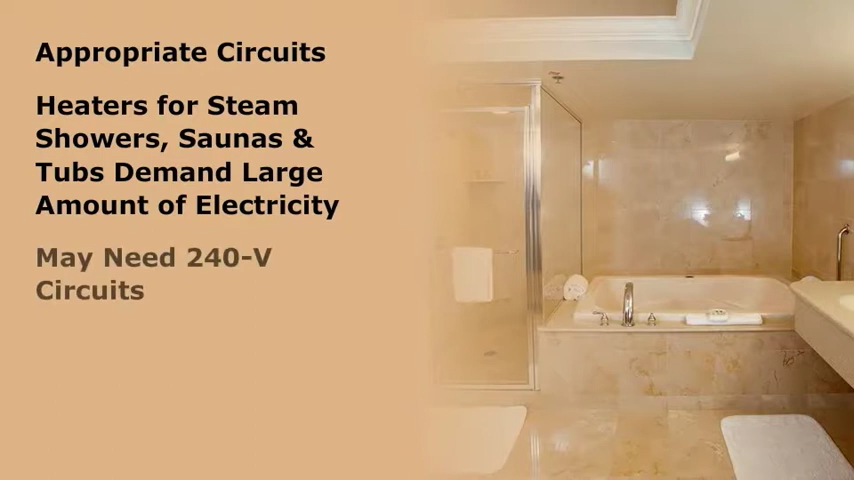 Appropriate Circuits
Heaters for Steam
Showers, Saunas &
Tubs Demand Large
Amount of Electricity
May Need 240-V
Circuits